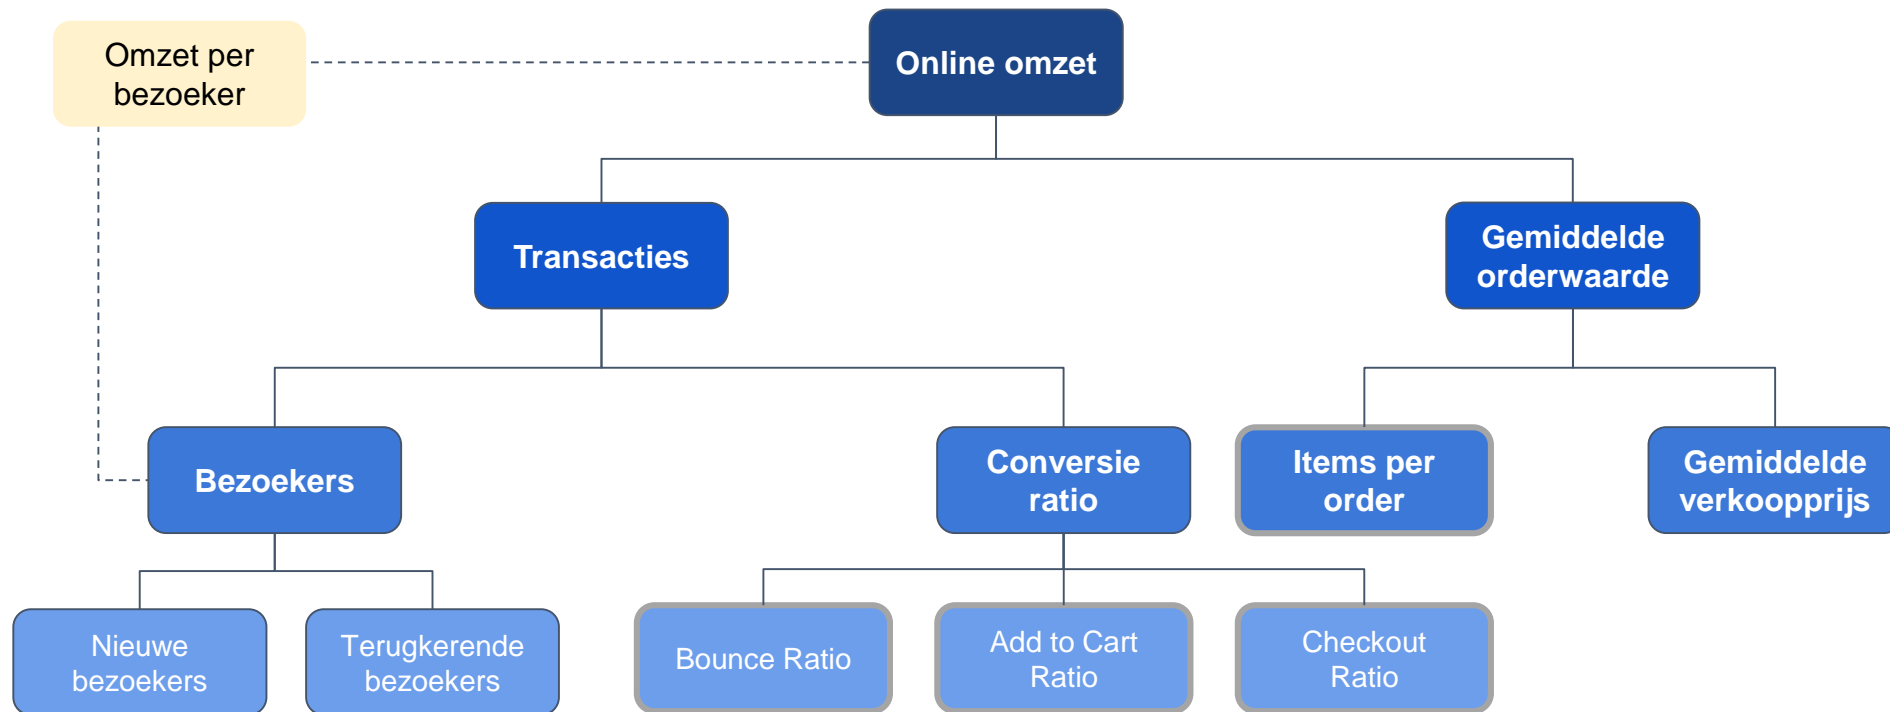 Omzet per
bezoeker
Online omzet
Transacties
Gemiddelde
orderwaarde
Bezoekers
Conversie
ratio
Items per
order
Gemiddelde
verkoopprijs
Nieuwe
bezoekers
Terugkerende
bezoekers
Bounce Ratio
Add to Cart
Ratio
Checkout
Ratio